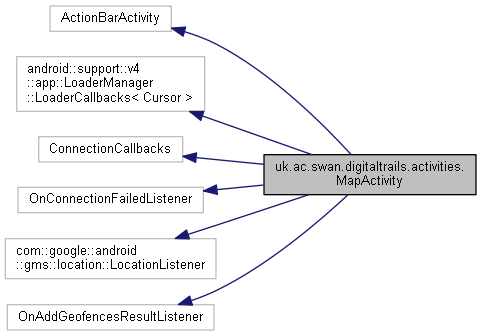 ActionBarActivity
android::support::v4
::app::LoaderManager
::LoaderCallbacks< Cursor >
ConnectionCallbacks
OnConnectionFailedListener
com::google::android
::gms::location::LocationListener
OnAddGeofencesResultListener
uk.ac.swan.digitaltrails.activities.
MapActivity